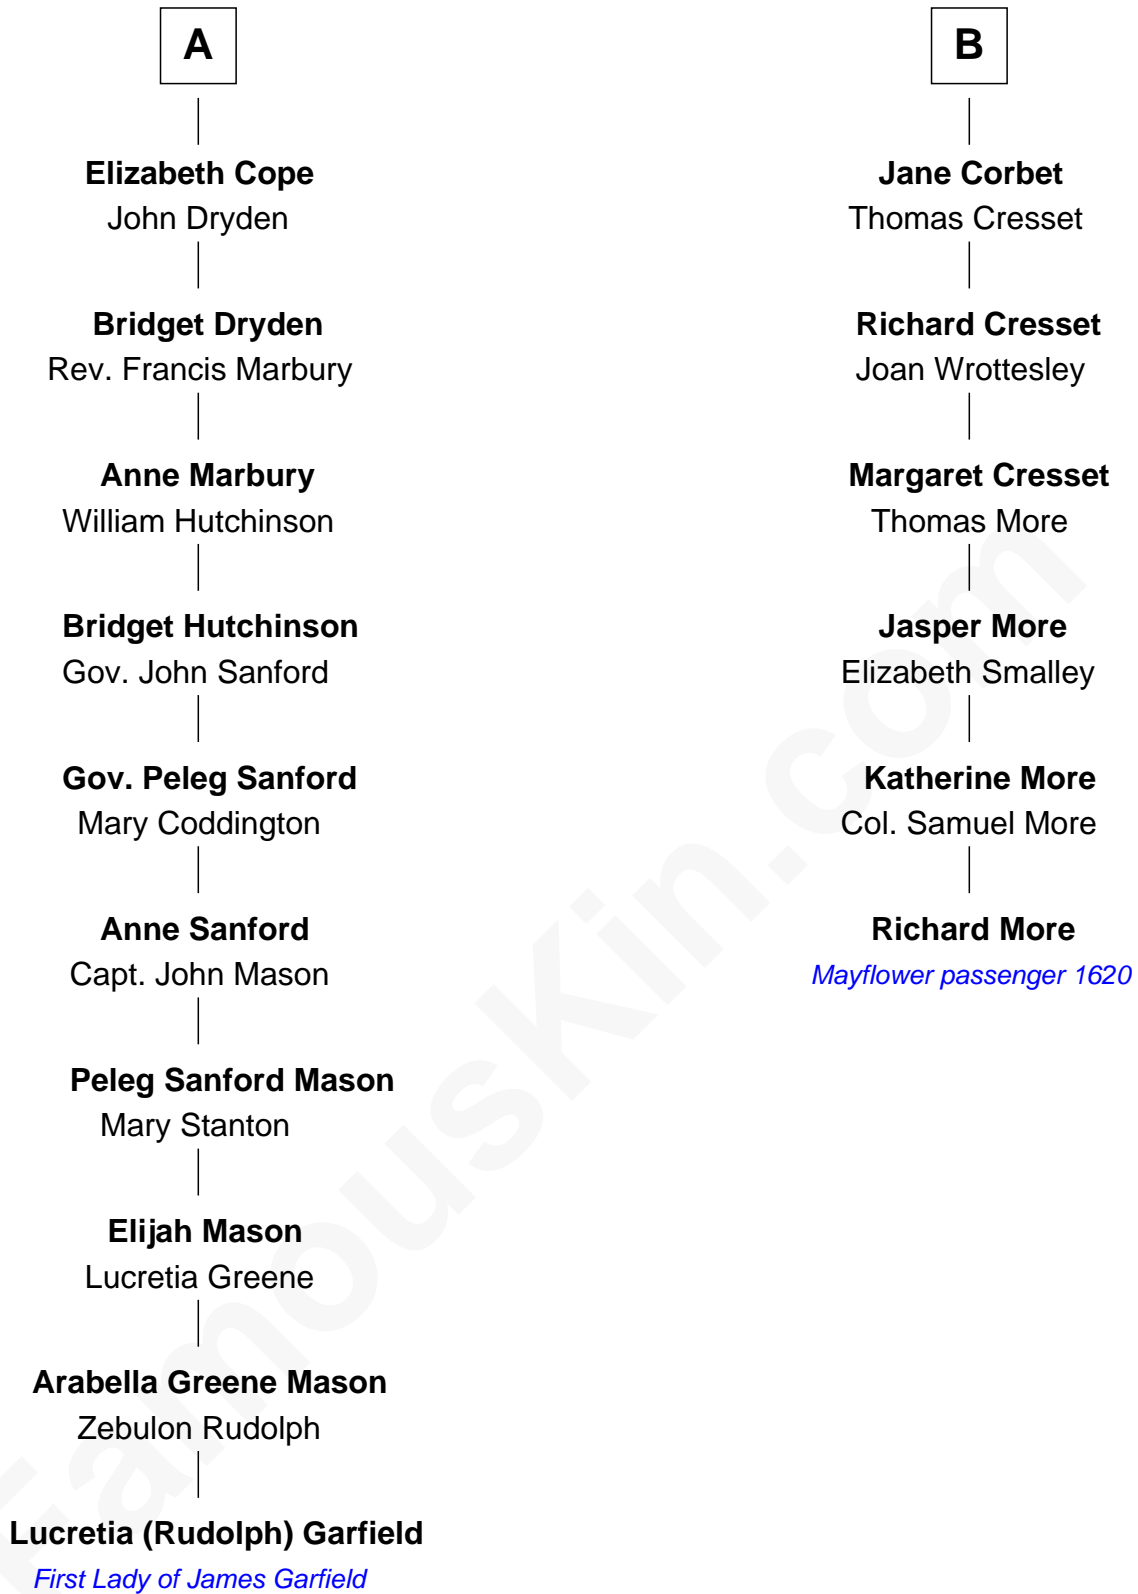 A
Elizabeth Cope
John Dryden
Bridget Dryden
Rev. Francis Marbury
Anne Marbury
William Hutchinson
Bridget Hutchinson
Gov. John Sanford
Gov. Peleg Sanford
Mary Coddington
Anne Sanford
Capt. John Mason
Peleg Sanford Mason
Mary Stanton
Elijah Mason
Lucretia Greene
Arabella Greene Mason
Zebulon Rudolph
Lucretia (Rudolph) Garfield
First Lady of James Garfield
B
Jane Corbet
Thomas Cresset
Richard Cresset
Joan Wrottesley
Margaret Cresset
Thomas More
Jasper More
Elizabeth Smalley
Katherine More
Col. Samuel More
Richard More
Mayflower passenger 1620
FamousKin.com